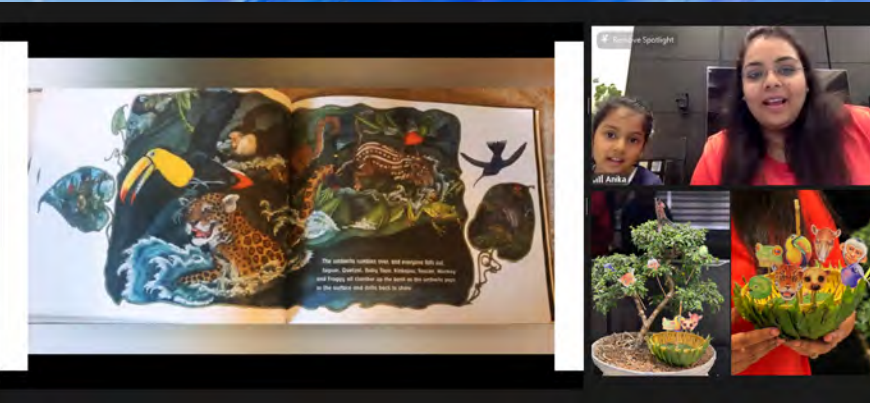 Remove Spotlight
Anika
The umbrella tumbles over, and everyone falls out.
Jaguar, Quetzal, Baby Tapir, Kinkajou, Toucan, Monkey
and Froggy all clamber up the bank as the umbrella pops
to the surface and drifts back to shore.